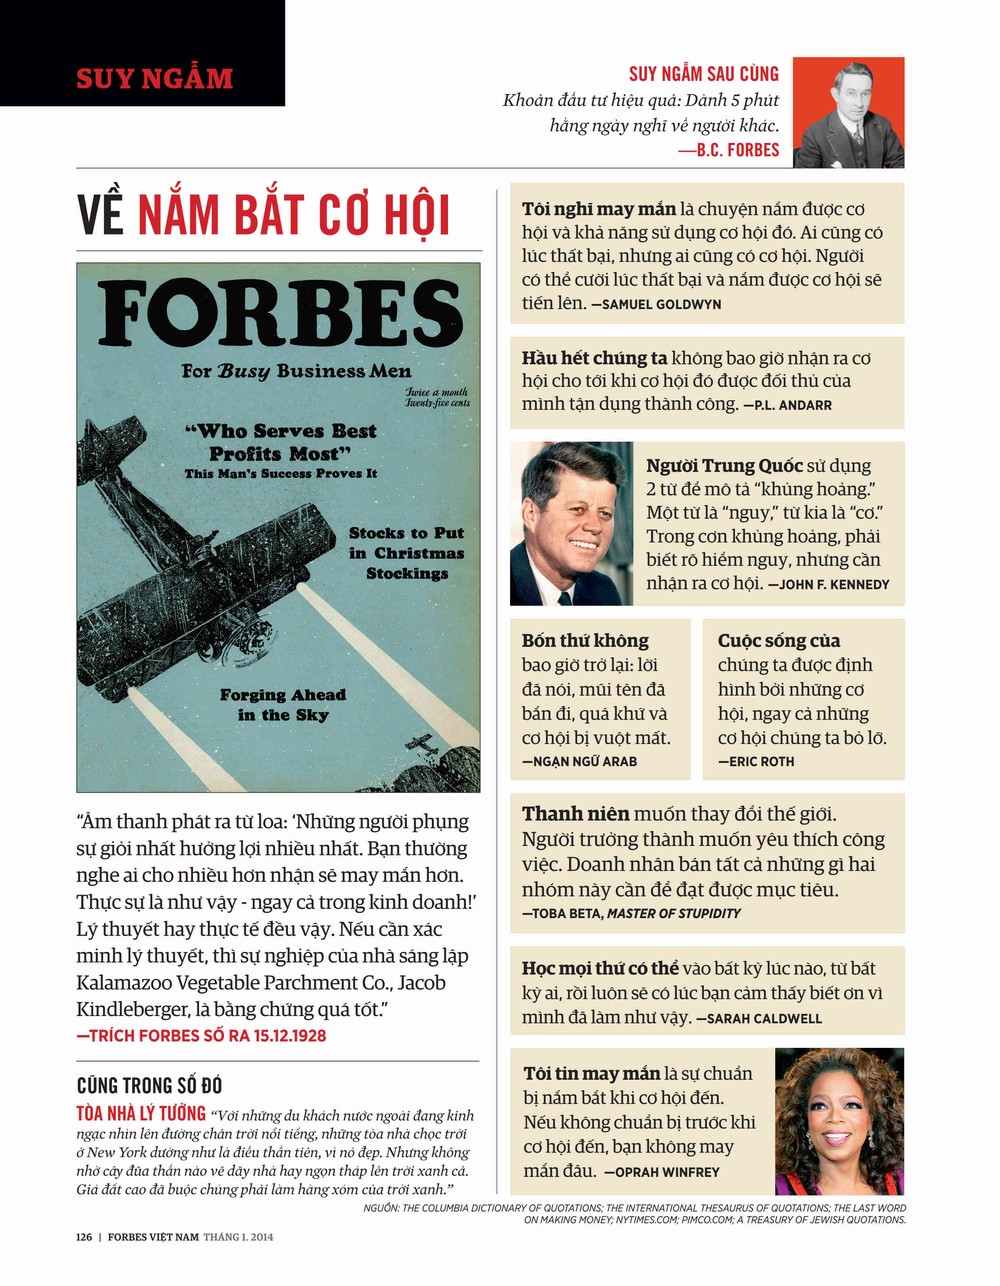 SUY NGẪM
SUY NGẪM SAU CÙNG
Khoản đầu tư hiệu quả: Dành 5 phút
hằng ngày nghĩ về người khác.
—B.C. FORBES
VỀ NẮM BẮT CƠ HỘI
FORBES
For Busy Business Men
Twice a month
Twenty-five cents
“Who Serves Best
Profits Most”
This Man's Success Proves It
Stocks to Put
in Christmas
Stockings
Forging Ahead
in the Sky
“Âm thanh phát ra từ loa: ‘Những người phụng
sự giỏi nhất hưởng lợi nhiều nhất. Bạn thường
nghe ai cho nhiều hơn nhận sẽ may mắn hơn.
Thực sự là như vậy - ngay cả trong kinh doanh!’
Lý thuyết hay thực tế đều vậy. Nếu cần xác
minh lý thuyết, thì sự nghiệp của nhà sáng lập
Kalamazoo Vegetable Parchment Co., Jacob
Kindleberger, là bằng chứng quá tốt.”
—TRÍCH FORBES SỐ RA 15.12.1928
CŨNG TRONG SỐ ĐÓ
TÒA NHÀ LÝ TƯỞNG “Với những du khách nước ngoài đang kinh
ngạc nhìn lên đường chân trời nổi tiếng, những tòa nhà chọc trời
ở New York dường như là điều thần tiên, vì nó đẹp. Nhưng không
nhờ cây đũa thần nào vẽ dãy nhà hay ngọn tháp lên trời xanh cả.
Giá đất cao đã buộc chúng phải làm hàng xóm của trời xanh.”
Tôi nghĩ may mắn là chuyện nắm được cơ
hội và khả năng sử dụng cơ hội đó. Ai cũng có
lúc thất bại, nhưng ai cũng có cơ hội. Người
có thể cười lúc thất bại và nắm được cơ hội sẽ
tiến lên. —SAMUEL GOLDWYN
Hầu hết chúng ta không bao giờ nhận ra cơ
hội cho tới khi cơ hội đó được đối thủ của
mình tận dụng thành công. —P.L. ANDARR
Người Trung Quốc sử dụng
2 từ để mô tả “khủng hoảng.”
Một từ là “nguy,” từ kia là “cơ.”
Trong cơn khủng hoảng, phải
biết rõ hiểm nguy, nhưng cần
nhận ra cơ hội. —JOHN F. KENNEDY
Bốn thứ không
bao giờ trở lại: lời
đã nói, mũi tên đã
bắn đi, quá khứ và
cơ hội bị vuột mất.
—NGẠN NGỮ ARAB
Cuộc sống của
chúng ta được định
hình bởi những cơ
hội, ngay cả những
cơ hội chúng ta bỏ lỡ.
—ERIC ROTH
Thanh niên muốn thay đổi thế giới.
Người trưởng thành muốn yêu thích công
việc. Doanh nhân bán tất cả những gì hai
nhóm này cần để đạt được mục tiêu.
—TOBA BETA, MASTER OF STUPIDITY
Học mọi thứ có thể vào bất kỳ lúc nào, từ bất
kỳ ai, rồi luôn sẽ có lúc bạn cảm thấy biết ơn vì
mình đã làm như vậy. —SARAH CALDWELL
Tôi tin may mắn là sự chuẩn
bị nắm bắt khi cơ hội đến.
Nếu không chuẩn bị trước khi
cơ hội đến, bạn không may
mắn đâu. —OPRAH WINFREY
NGUỒN: THE COLUMBIA DICTIONARY OF QUOTATIONS; THE INTERNATIONAL THESAURUS OF QUOTATIONS; THE LAST WORD
ON MAKING MONEY; NYTIMES.COM; PIMCO.COM; A TREASURY OF JEWISH QUOTATIONS.
126 | FORBES VIỆT NAM THÁNG 1. 2014